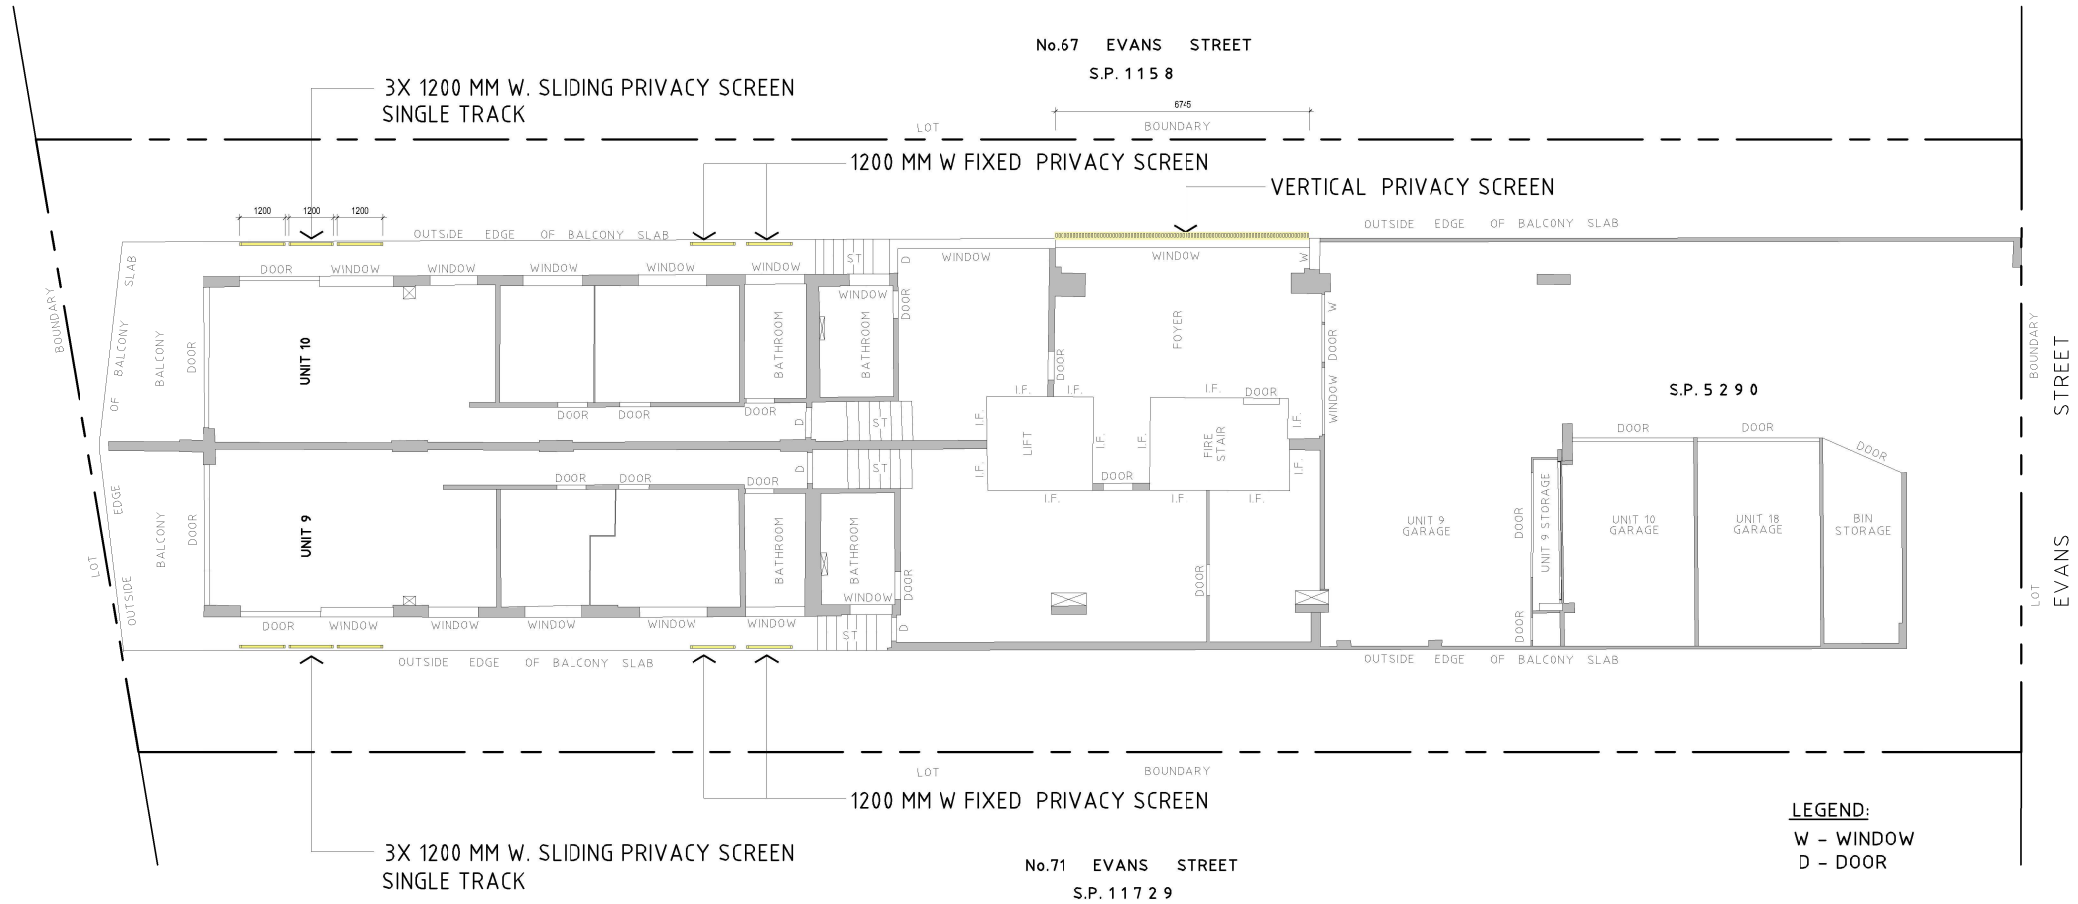 No.67 EVANS STREET
S.P. 1158
3X 1200 MM W. SLIDING PRIVACY SCREEN
SINGLE TRACK
6745
LOT BOUNDARY
1200 MM W FIXED PRIVACY SCREEN
VERTICAL PRIVACY SCREEN
1200 1200 1200
OUTSIDE EDGE OF BALCONY SLAB
OUTSIDE EDGE OF BALCONY SLAB
DOOR WINDOW WINDOW WINDOW WINDOW WINDOW
ST
D
WINDOW
WINDOW
W
WINDOW
DOOR
BOUNDARY
LOT
OUTSIDE
EDGE
OF
BALCONY
SLAB
BALCONY
DOOR
UNIT 10
BATHROOM
BATHROOM
FOYER
DOOR
W
DOOR
WINDOW
DOOR DOOR DOOR
D
ST
I.F. I.F. I.F. DOOR
I.F.
LIFT
I.F.
I.F.
FIRE
STAIR
I.F.
I.F.
DOOR
I.F.
I.F. I.F I.F.
S.P. 5290
BOUNDARY
LOT
EVANS STREET
DOOR DOOR DOOR
BALCONY
DOOR
UNIT 9
DOOR DOOR DOOR
D
ST
BATHROOM
BATHROOM
DOOR
WINDOW
D
ST
DOOR
UNIT 9
GARAGE
DOOR
DOOR
UNIT 9 STORAGE
UNIT 10
GARAGE
UNIT 18
GARAGE
BIN
STORAGE
DOOR WINDOW WINDOW WINDOW WINDOW WINDOW
OUTSIDE EDGE OF BALCONY SLAB
OUTSIDE EDGE OF BALCONY SLAB
LOT BOUNDARY
1200 MM W FIXED PRIVACY SCREEN
3X 1200 MM W. SLIDING PRIVACY SCREEN
SINGLE TRACK
No.71 EVANS STREET
S.P. 11729
LEGEND:
W - WINDOW
D - DOOR